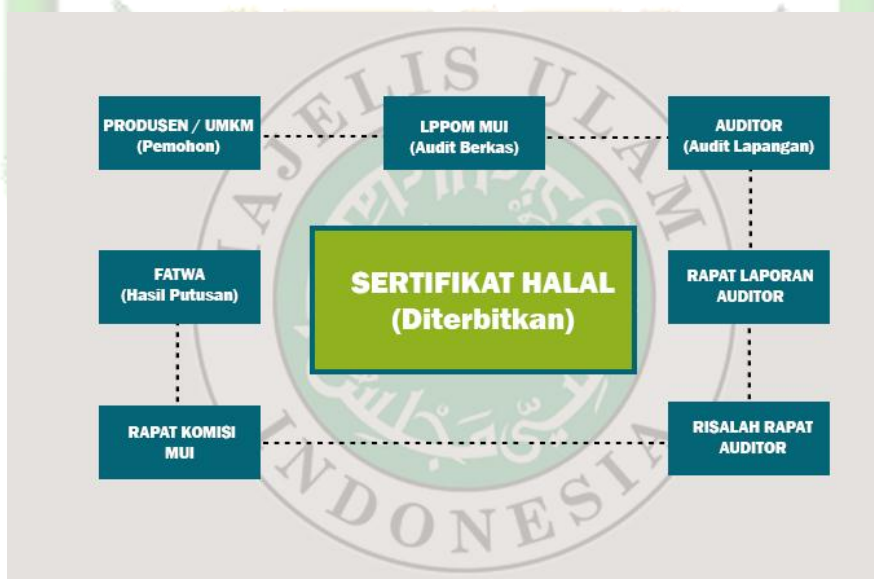 PRODUSEN / UMKM
(Pemohon)
LPPOM MUI
(Audit Berkas)
AUDITOR
(Audit Lapangan)
FATWA
(Hasil Putusan)
SERTIFIKAT HALAL
(Diterbitkan)
RAPAT LAPORAN
AUDITOR
RAPAT KOMISI
MUI
RISALAH RAPAT
AUDITOR
MAJELIS ULAMA
INDONESIA